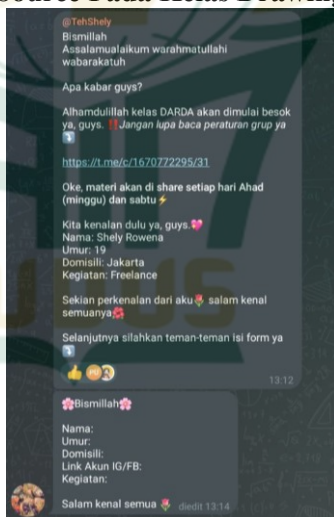 @TehShely
Bismillah
Assalamualaikum warahmatullahi
wabarakatuh
Apa kabar guys?
Alhamdulillah kelas DARDA akan dimulai besok
ya, guys. ‼️Jangan lupa baca peraturan grup ya
⤵️
https://t.me/c/1670772295/31
Oke, materi akan di share setiap hari Ahad
(minggu) dan sabtu⚡
Kita kenalan dulu ya, guys.💖
Nama: Shely Rowena
Umur: 19
Domisili: Jakarta
Kegiatan: Freelance
Sekian perkenalan dari aku🌷 salam kenal
semuanya🌺
Selanjutnya silahkan teman-teman isi form ya
⤵️
13:12
🌸Bismillah🌸
Nama:
Umur:
Domisili:
Link Akun IG/FB:
Kegiatan:
Salam kenal semua 🌷 diedit 13:14